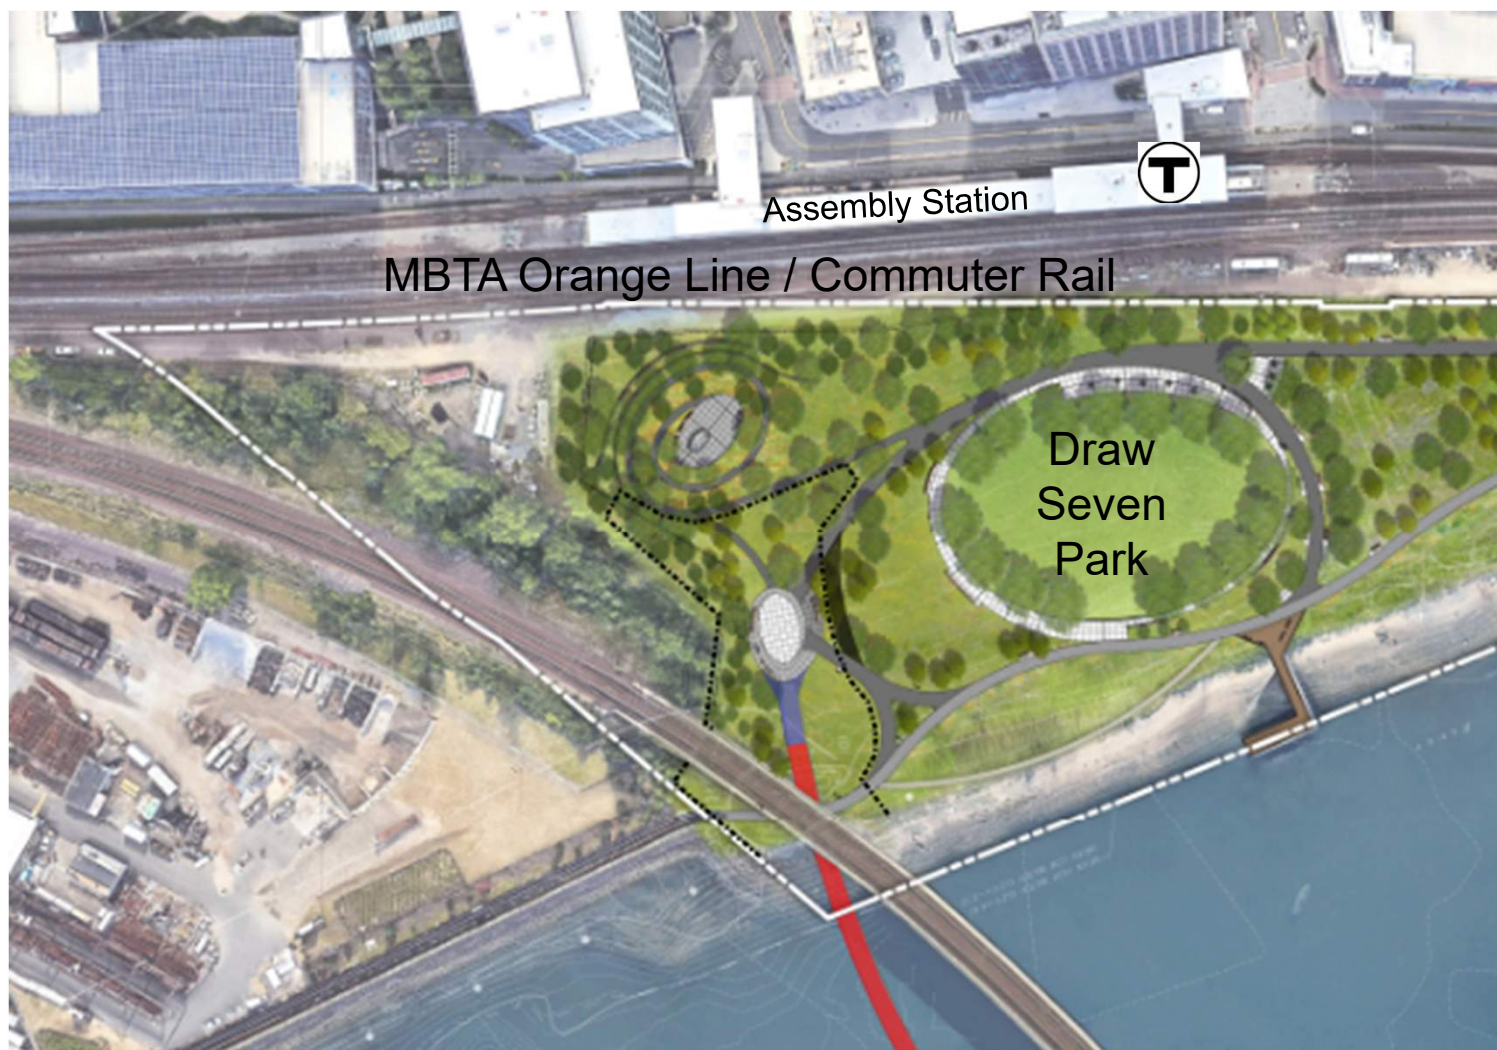 T
Assembly Station
MBTA Orange Line / Commuter Rail
Draw
Seven
Park